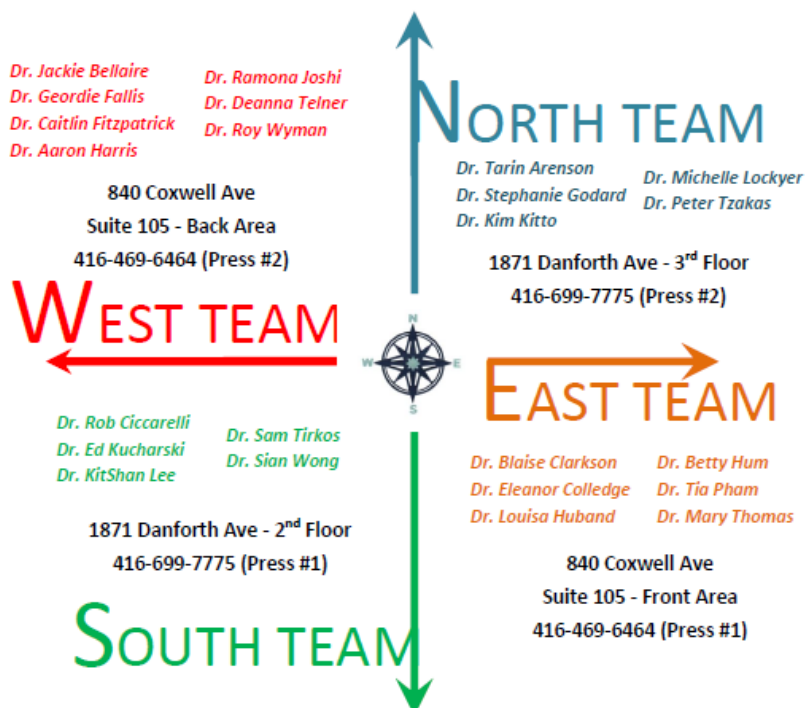 Dr. Jackie Bellaire
Dr. Geordie Fallis
Dr. Caitlin Fitzpatrick
Dr. Aaron Harris
Dr. Ramona Joshi
Dr. Deanna Telner
Dr. Roy Wyman
840 Coxwell Ave
Suite 105 - Back Area
416-469-6464 (Press #2)
WEST TEAM
NORTH TEAM
Dr. Tarin Arenson
Dr. Stephanie Godard
Dr. Kim Kitto
Dr. Michelle Lockyer
Dr. Peter Tzakas
1871 Danforth Ave - 3rd Floor
416-699-7775 (Press #2)
N
W
E
S
Dr. Rob Ciccarelli
Dr. Ed Kucharski
Dr. KitShan Lee
Dr. Sam Tirkos
Dr. Sian Wong
1871 Danforth Ave - 2nd Floor
416-699-7775 (Press #1)
SOUTH TEAM
EAST TEAM
Dr. Blaise Clarkson
Dr. Eleanor Colledge
Dr. Louisa Huband
Dr. Betty Hum
Dr. Tia Pham
Dr. Mary Thomas
840 Coxwell Ave
Suite 105 - Front Area
416-469-6464 (Press #1)